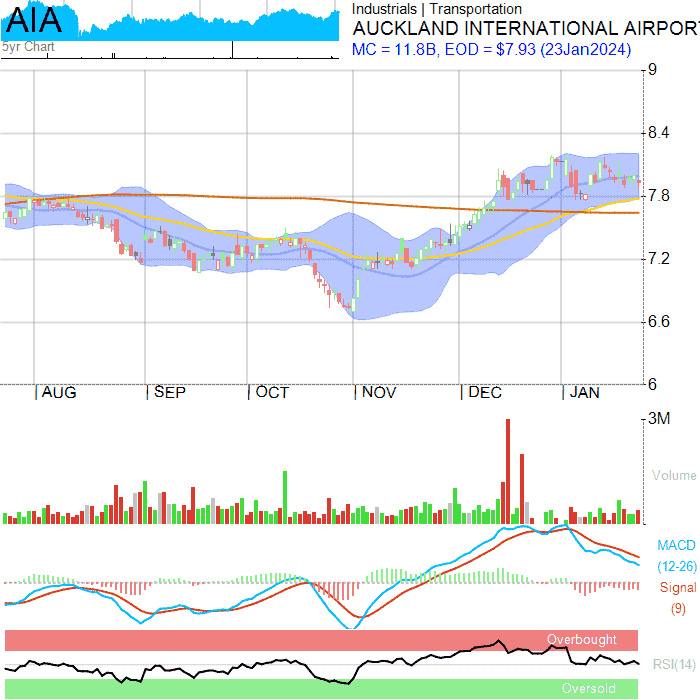 AIA
5yr Chart
Industrials | Transportation
AUCKLAND INTERNATIONAL AIRPORT
MC = 11.8B, EOD = $7.93 (23Jan2024)
9
8.4
7.8
7.2
6.6
6
AUG SEP OCT NOV DEC JAN
3M
Volume
MACD
(12-26)
Signal
(9)
Overbought
RSI(14)
Oversold